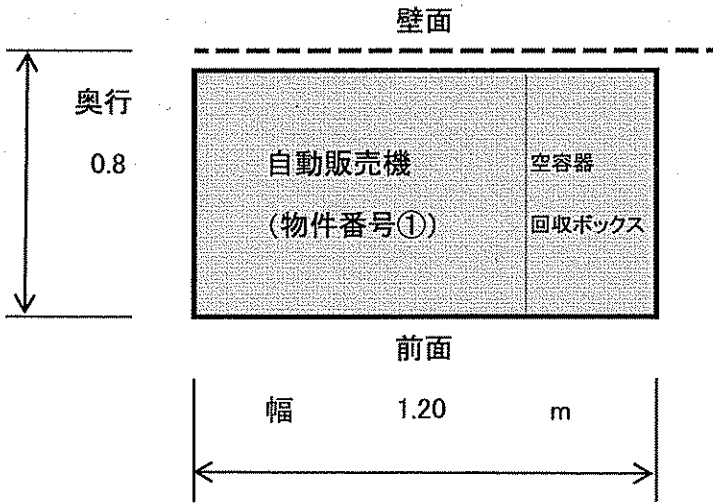 壁面
奥行
0.8
自動販売機
(物件番号①)
空容器
回収ボックス
前面
幅 1.20 m